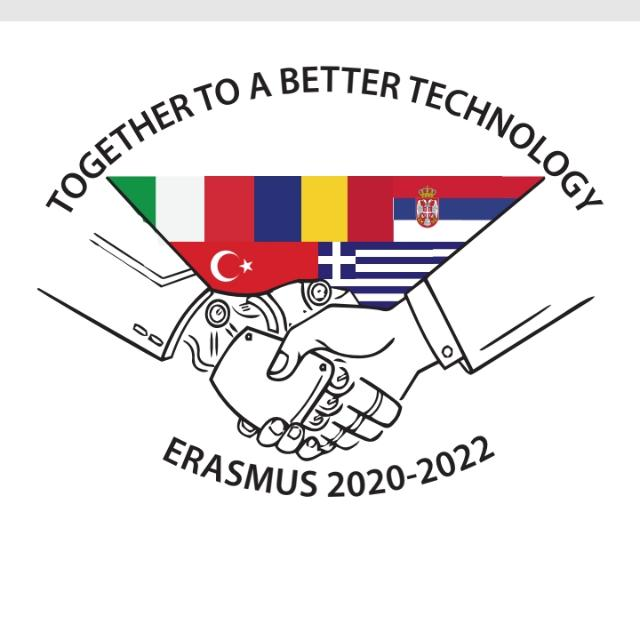 TOGETHER TO A BETTER TECHNOLOGY
ERASMUS 2020-2022